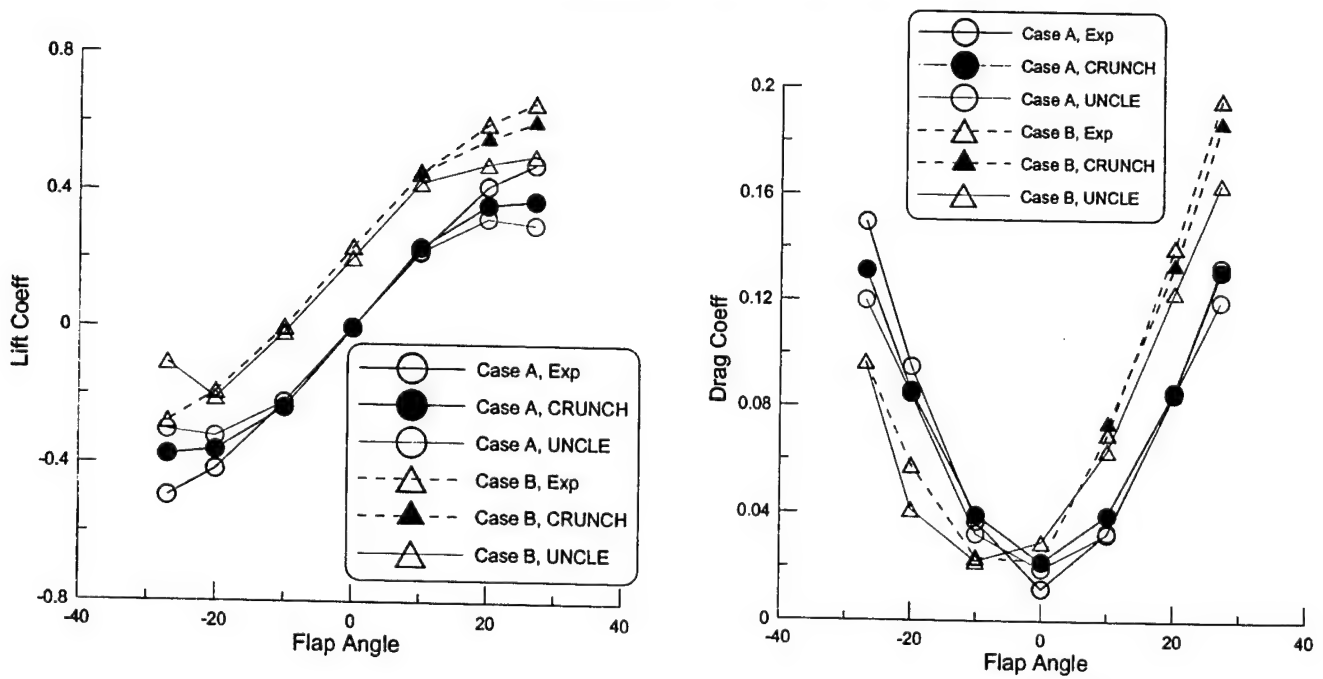 0.8
0.4
0
-0.4
-0.8
-40
-20
0
20
40
Lift Coeff
Flap Angle
Case A, Exp
Case A, CRUNCH
Case A, UNCLE
Case B, Exp
Case B, CRUNCH
Case B, UNCLE
Case A, Exp
Case A, CRUNCH
Case A, UNCLE
Case B, Exp
Case B, CRUNCH
Case B, UNCLE
0.2
0.16
0.12
0.08
0.04
0
-40
-20
0
20
40
Drag Coeff
Flap Angle